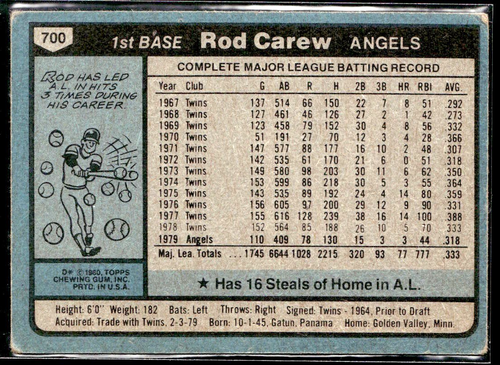 700 1st BASE Rod Carew ANGELS
ROD HAS LED
A.L. IN HITS
3 TIMES DURING
HIS CAREER.
COMPLETE MAJOR LEAGUE BATTING RECORD
Year Club G AB R H 2B 3B HR RBI AVG.
1967 Twins 137 514 66 150 22 7 8 51 .292
1968 Twins 127 461 46 126 27 2 1 42 .273
1969 Twins 123 458 79 152 30 4 8 56 .332
1970 Twins 51 191 27 70 12 3 4 28 .366
1971 Twins 147 577 88 177 16 10 2 48 .307
1972 Twins 142 535 61 170 21 6 0 51 .318
1973 Twins 149 580 98 203 30 11 6 62 .350
1974 Twins 153 599 86 218 30 5 3 55 .364
1975 Twins 143 535 89 192 24 4 14 80 .359
1976 Twins 156 605 97 200 29 12 9 90 .331
1977 Twins 155 616 128 239 38 16 14 100 .388
1978 Twins 152 564 85 188 26 10 5 70 .333
1979 Angels 110 409 78 130 15 3 3 44 .318
Maj. Lea. Totals ... 1745 6644 1028 2215 320 93 77 777 .333
★ Has 16 Steals of Home in A.L.
D* © 1980, TOPPS
CHEWING GUM, INC.
PRTD. IN U.S.A.
Height: 6'0" Weight: 182 Bats: Left Throws: Right Signed: Twins - 1964, Prior to Draft
Acquired: Trade with Twins, 2-3-79 Born: 10-1-45, Gatun, Panama Home: Golden Valley, Minn